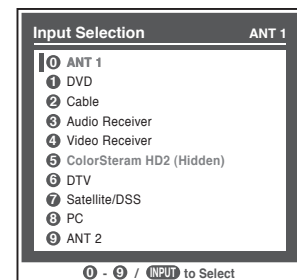 Input Selection ANT 1
0 ANT 1
1 DVD
2 Cable
3 Audio Receiver
4 Video Receiver
5 ColorSteram HD2 (Hidden)
6 DTV
7 Satellite/DSS
8 PC
9 ANT 2
0 - 9 / INPUT to Select